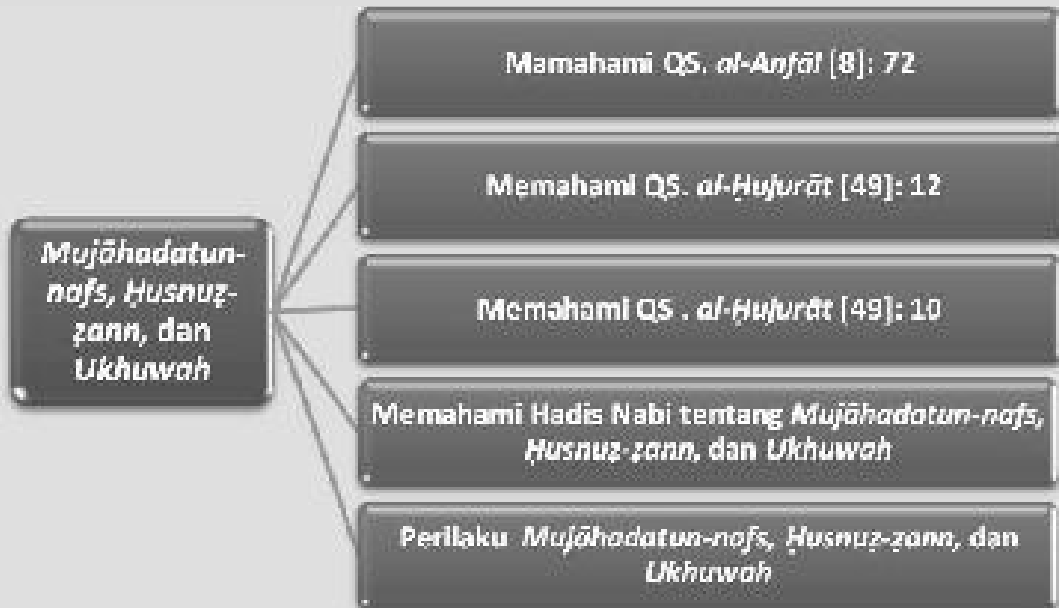 Mujāhadatun-
nafs, Ḥusnuẓ-
ẓann, dan
Ukhuwah
Mamahami QS. al-Anfāl [8]: 72
Memahami QS. al-Ḥujurāt [49]: 12
Memahami QS . al-Ḥujurāt [49]: 10
Memahami Hadis Nabi tentang Mujāhadatun-nafs,
Ḥusnuẓ-ẓann, dan Ukhuwah
Perilaku Mujāhadatun-nafs, Ḥusnuẓ-ẓann, dan
Ukhuwah